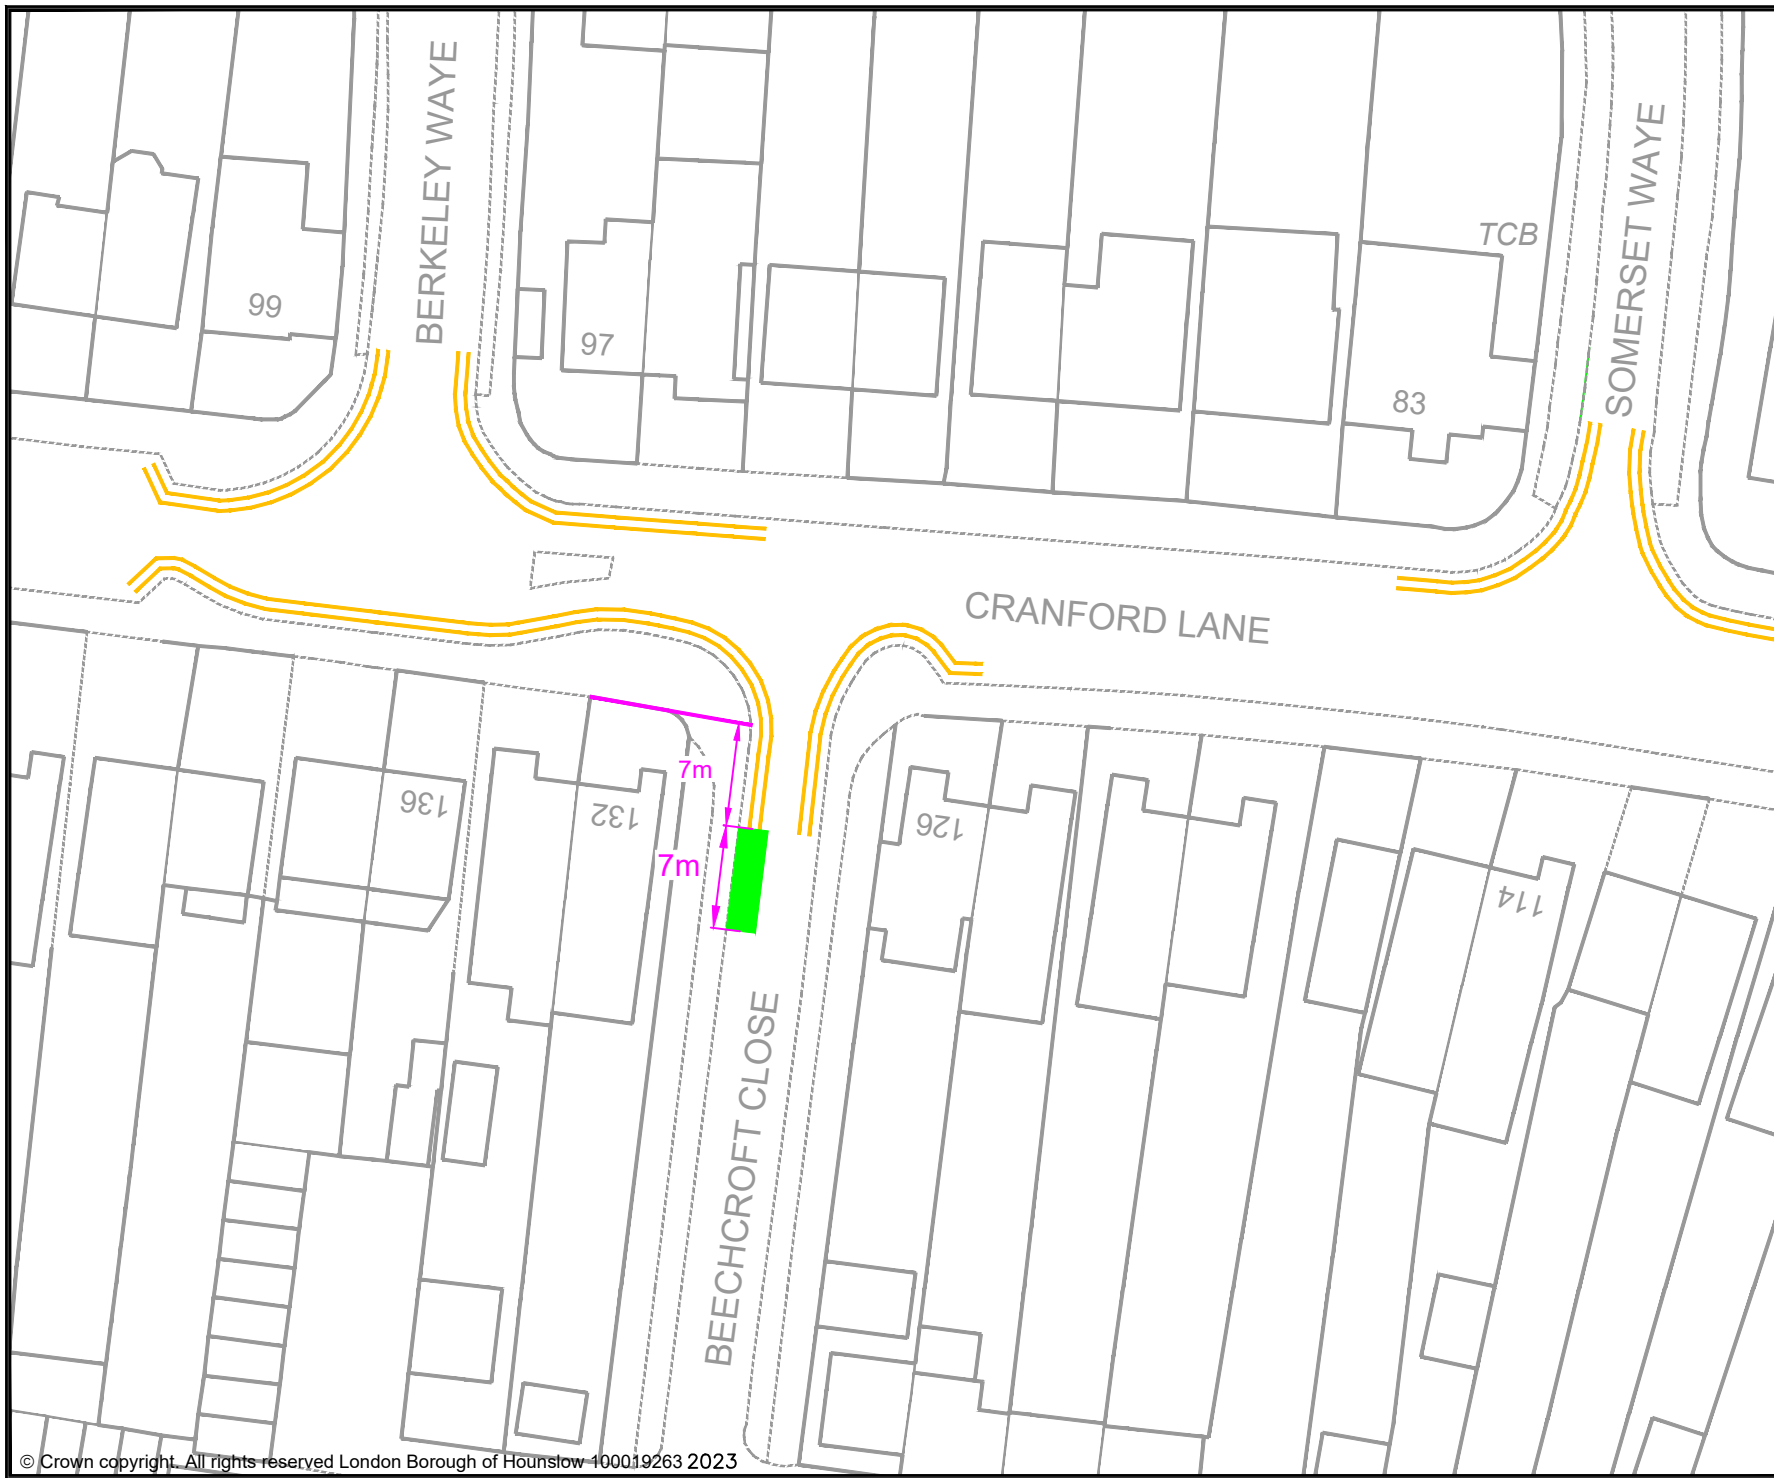 BERKELEY WAYE
SOMERSET WAYE
TCB
99
97
83
CRANFORD LANE
7m
136
132
126
7m
114
BEECHCROFT CLOSE
© Crown copyright. All rights reserved London Borough of Hounslow 100019263 2023